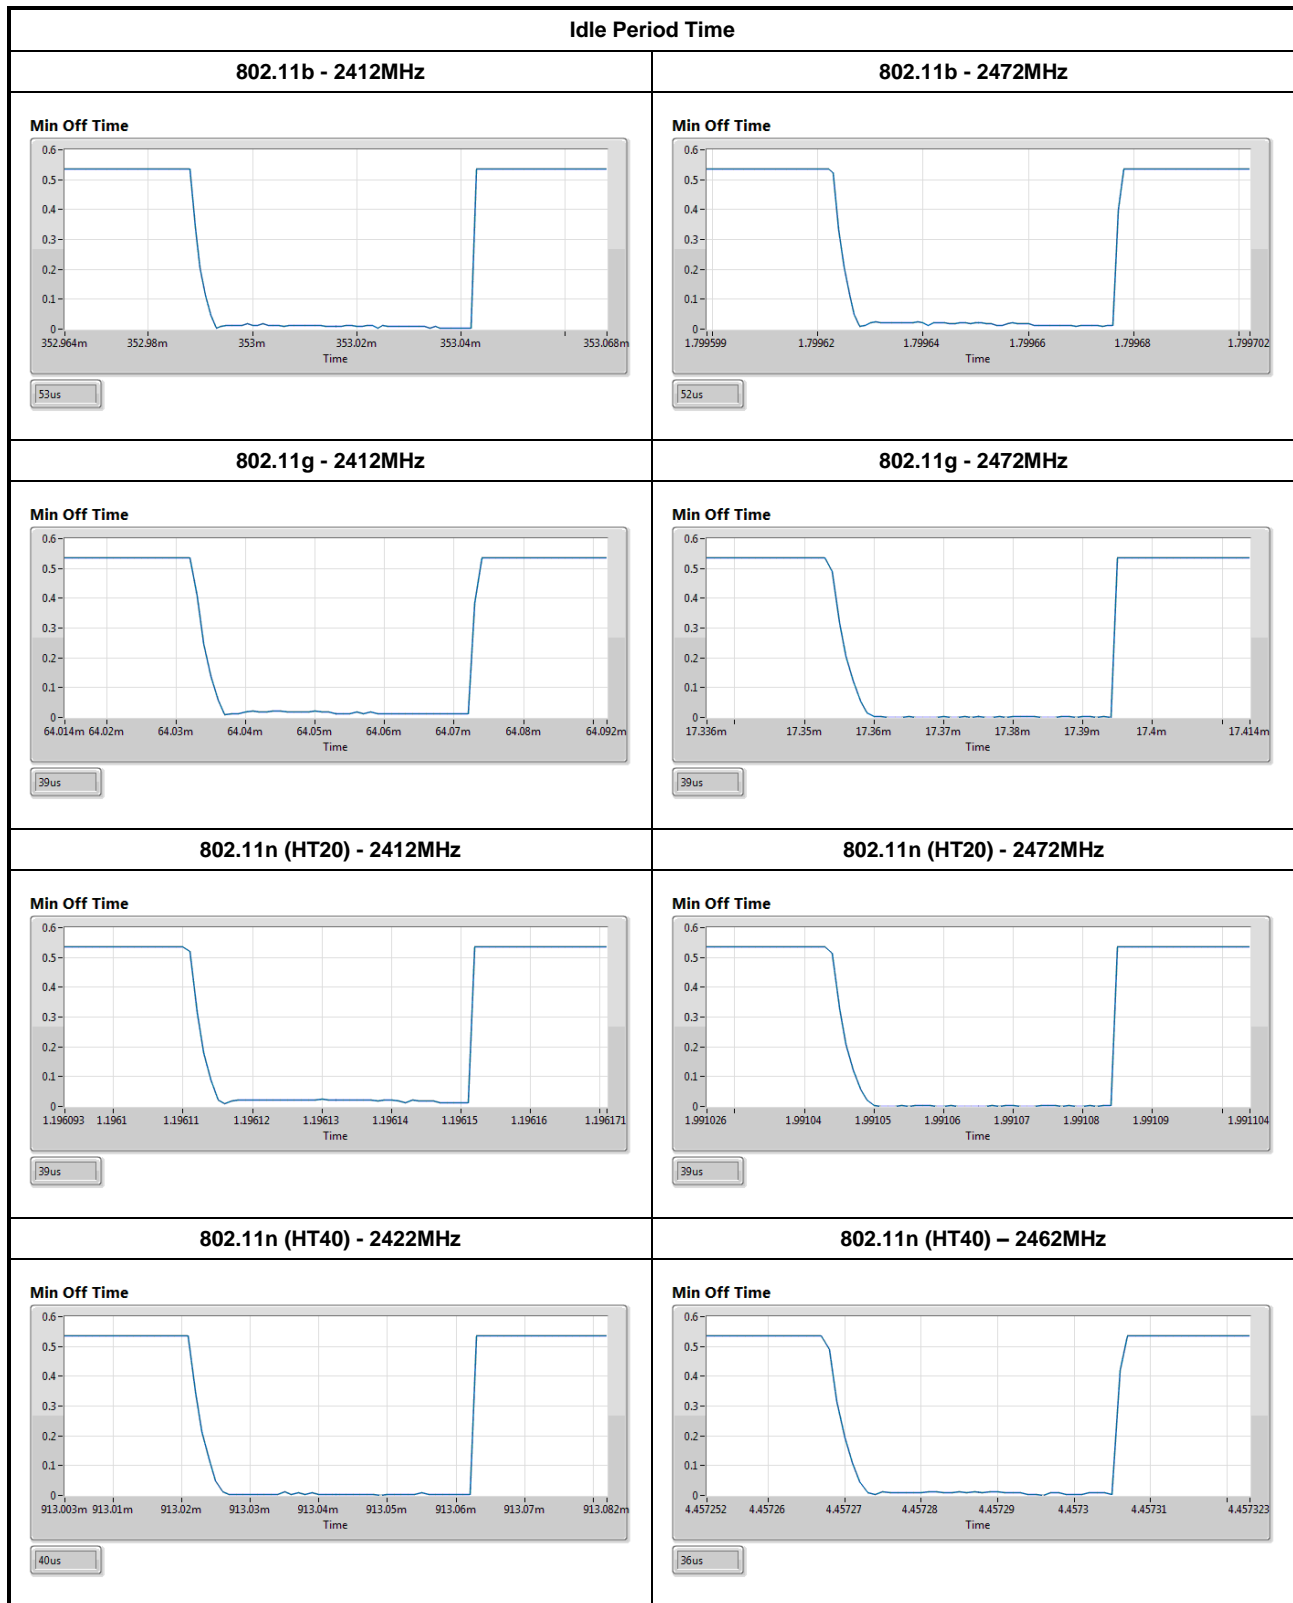 Idle Period Time
802.11b - 2412MHz
802.11b - 2472MHz
Min Off Time
0.6
0.5
0.4
0.3
0.2
0.1
0
352.964m 352.98m 353m 353.02m 353.04m 353.068m
Time
53us
Min Off Time
0.6
0.5
0.4
0.3
0.2
0.1
0
1.799599 1.79962 1.79964 1.79966 1.79968 1.799702
Time
52us
802.11g - 2412MHz
802.11g - 2472MHz
Min Off Time
0.6
0.5
0.4
0.3
0.2
0.1
0
64.014m 64.02m 64.03m 64.04m 64.05m 64.06m 64.07m 64.08m 64.092m
Time
39us
Min Off Time
0.6
0.5
0.4
0.3
0.2
0.1
0
17.336m 17.35m 17.36m 17.37m 17.38m 17.39m 17.4m 17.414m
Time
39us
802.11n (HT20) - 2412MHz
802.11n (HT20) - 2472MHz
Min Off Time
0.6
0.5
0.4
0.3
0.2
0.1
0
1.196093 1.1961 1.19611 1.19612 1.19613 1.19614 1.19615 1.19616 1.196171
Time
39us
Min Off Time
0.6
0.5
0.4
0.3
0.2
0.1
0
1.991026 1.99104 1.99105 1.99106 1.99107 1.99108 1.99109 1.991104
Time
39us
802.11n (HT40) - 2422MHz
802.11n (HT40) – 2462MHz
Min Off Time
0.6
0.5
0.4
0.3
0.2
0.1
0
913.003m 913.01m 913.02m 913.03m 913.04m 913.05m 913.06m 913.07m 913.082m
Time
40us
Min Off Time
0.6
0.5
0.4
0.3
0.2
0.1
0
4.457252 4.45726 4.45727 4.45728 4.45729 4.4573 4.45731 4.457323
Time
36us